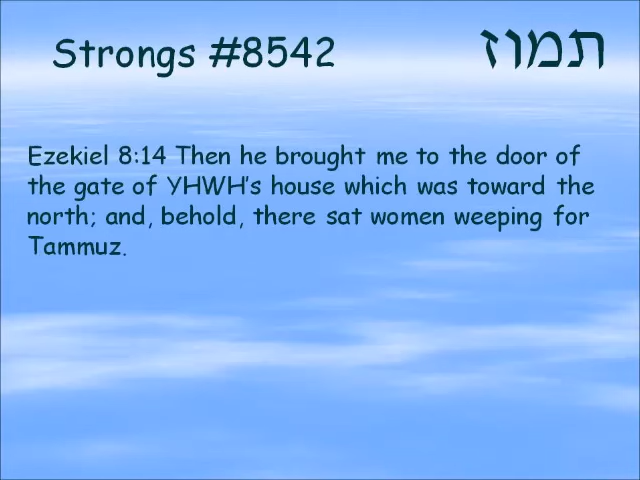 Strongs #8542 תמוז
Ezekiel 8:14 Then he brought me to the door of
the gate of YHWH's house which was toward the
north; and, behold, there sat women weeping for
Tammuz.